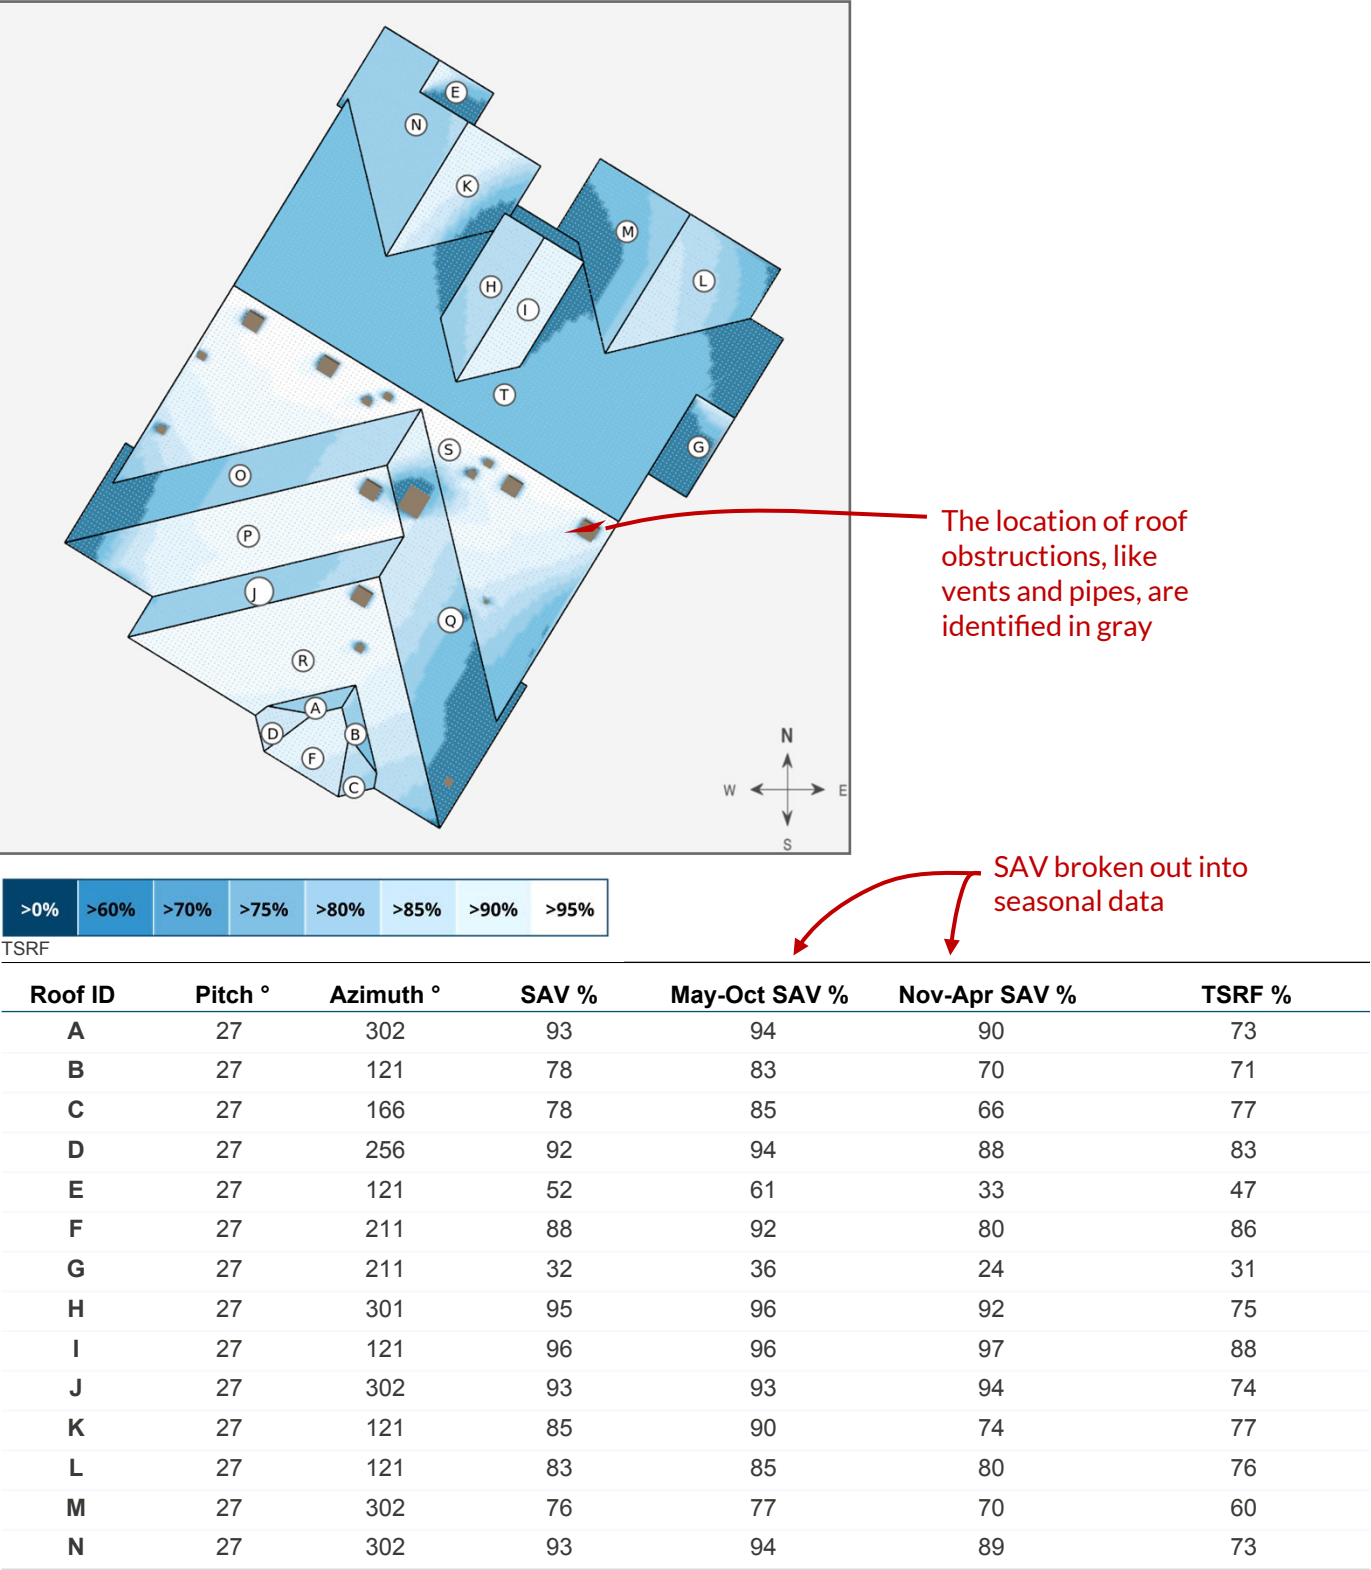 E
N
K
M
H
L
I
T
S
G
O
P
J
Q
R
A
D
B
F
C
The location of roof
obstructions, like
vents and pipes, are
identified in gray
N
W E
S
SAV broken out into
seasonal data
>0% >60% >70% >75% >80% >85% >90% >95%
TSRF
Roof ID Pitch ° Azimuth ° SAV % May-Oct SAV % Nov-Apr SAV % TSRF %
A 27 302 93 94 90 73
B 27 121 78 83 70 71
C 27 166 78 85 66 77
D 27 256 92 94 88 83
E 27 121 52 61 33 47
F 27 211 88 92 80 86
G 27 211 32 36 24 31
H 27 301 95 96 92 75
I 27 121 96 96 97 88
J 27 302 93 93 94 74
K 27 121 85 90 74 77
L 27 121 83 85 80 76
M 27 302 76 77 70 60
N 27 302 93 94 89 73